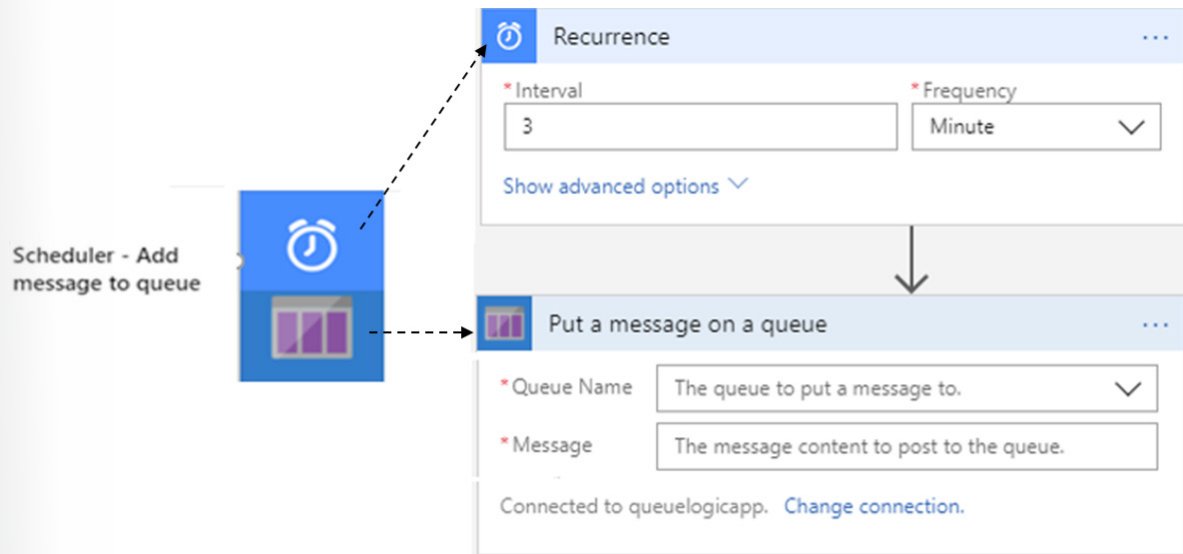 Recurrence
...
* Interval
* Frequency
3
Minute
Show advanced options
Scheduler - Add
message to queue
Put a message on a queue
...
* Queue Name
The queue to put a message to.
* Message
The message content to post to the queue.
Connected to queuelogicapp. Change connection.